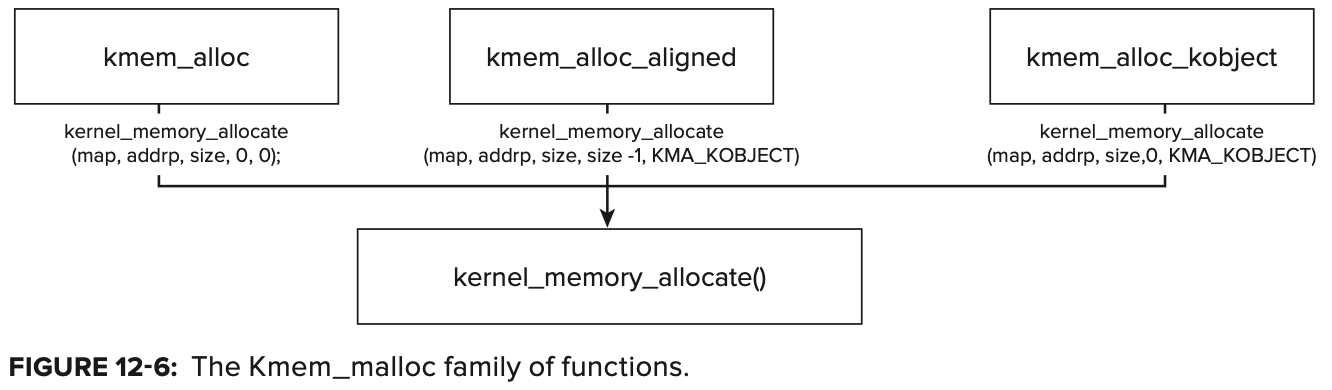 kmem_alloc
kmem_alloc_aligned
kmem_alloc_kobject
kernel_memory_allocate
(map, addrp, size, 0, 0);
kernel_memory_allocate
(map, addrp, size, size -1, KMA_KOBJECT)
kernel_memory_allocate
(map, addrp, size,0, KMA_KOBJECT)
kernel_memory_allocate()
FIGURE 12-6: The Kmem_malloc family of functions.